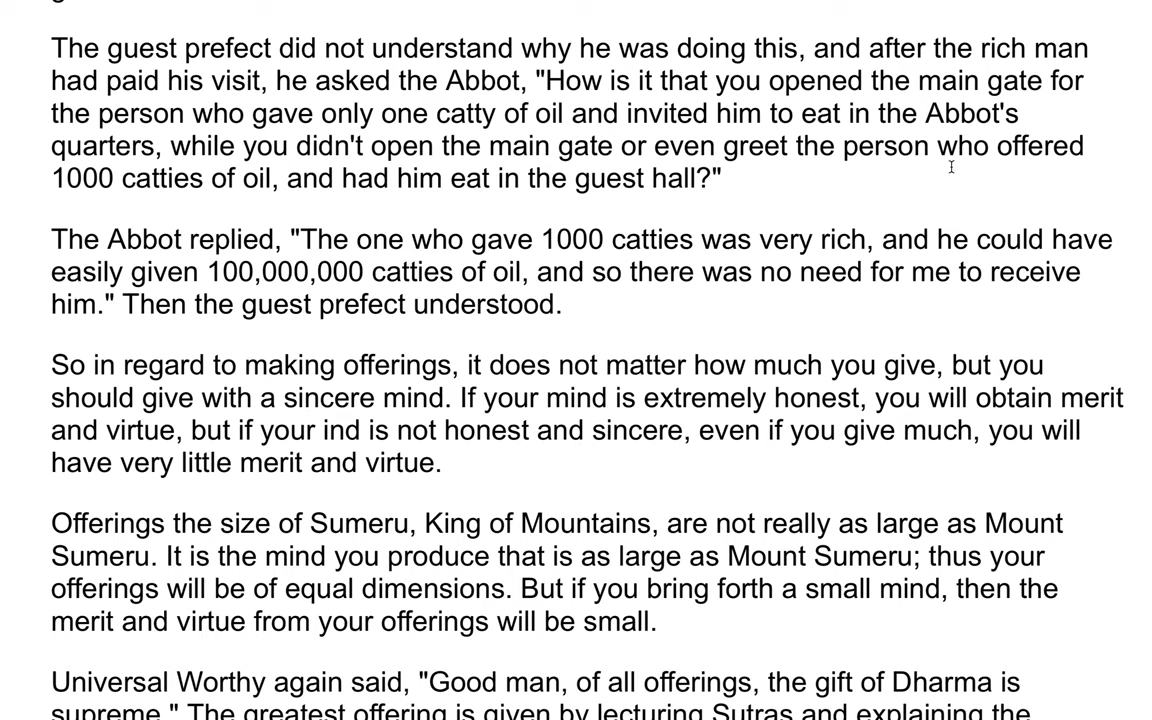 The guest prefect did not understand why he was doing this, and after the rich man
had paid his visit, he asked the Abbot, "How is it that you opened the main gate for
the person who gave only one catty of oil and invited him to eat in the Abbot's
quarters, while you didn't open the main gate or even greet the person who offered
1000 catties of oil, and had him eat in the guest hall?"
The Abbot replied, "The one who gave 1000 catties was very rich, and he could have
easily given 100,000,000 catties of oil, and so there was no need for me to receive
him." Then the guest prefect understood.
So in regard to making offerings, it does not matter how much you give, but you
should give with a sincere mind. If your mind is extremely honest, you will obtain merit
and virtue, but if your ind is not honest and sincere, even if you give much, you will
have very little merit and virtue.
Offerings the size of Sumeru, King of Mountains, are not really as large as Mount
Sumeru. It is the mind you produce that is as large as Mount Sumeru; thus your
offerings will be of equal dimensions. But if you bring forth a small mind, then the
merit and virtue from your offerings will be small.
Universal Worthy again said, "Good man, of all offerings, the gift of Dharma is
supreme." The greatest offering is given by lecturing Sutras and explaining the